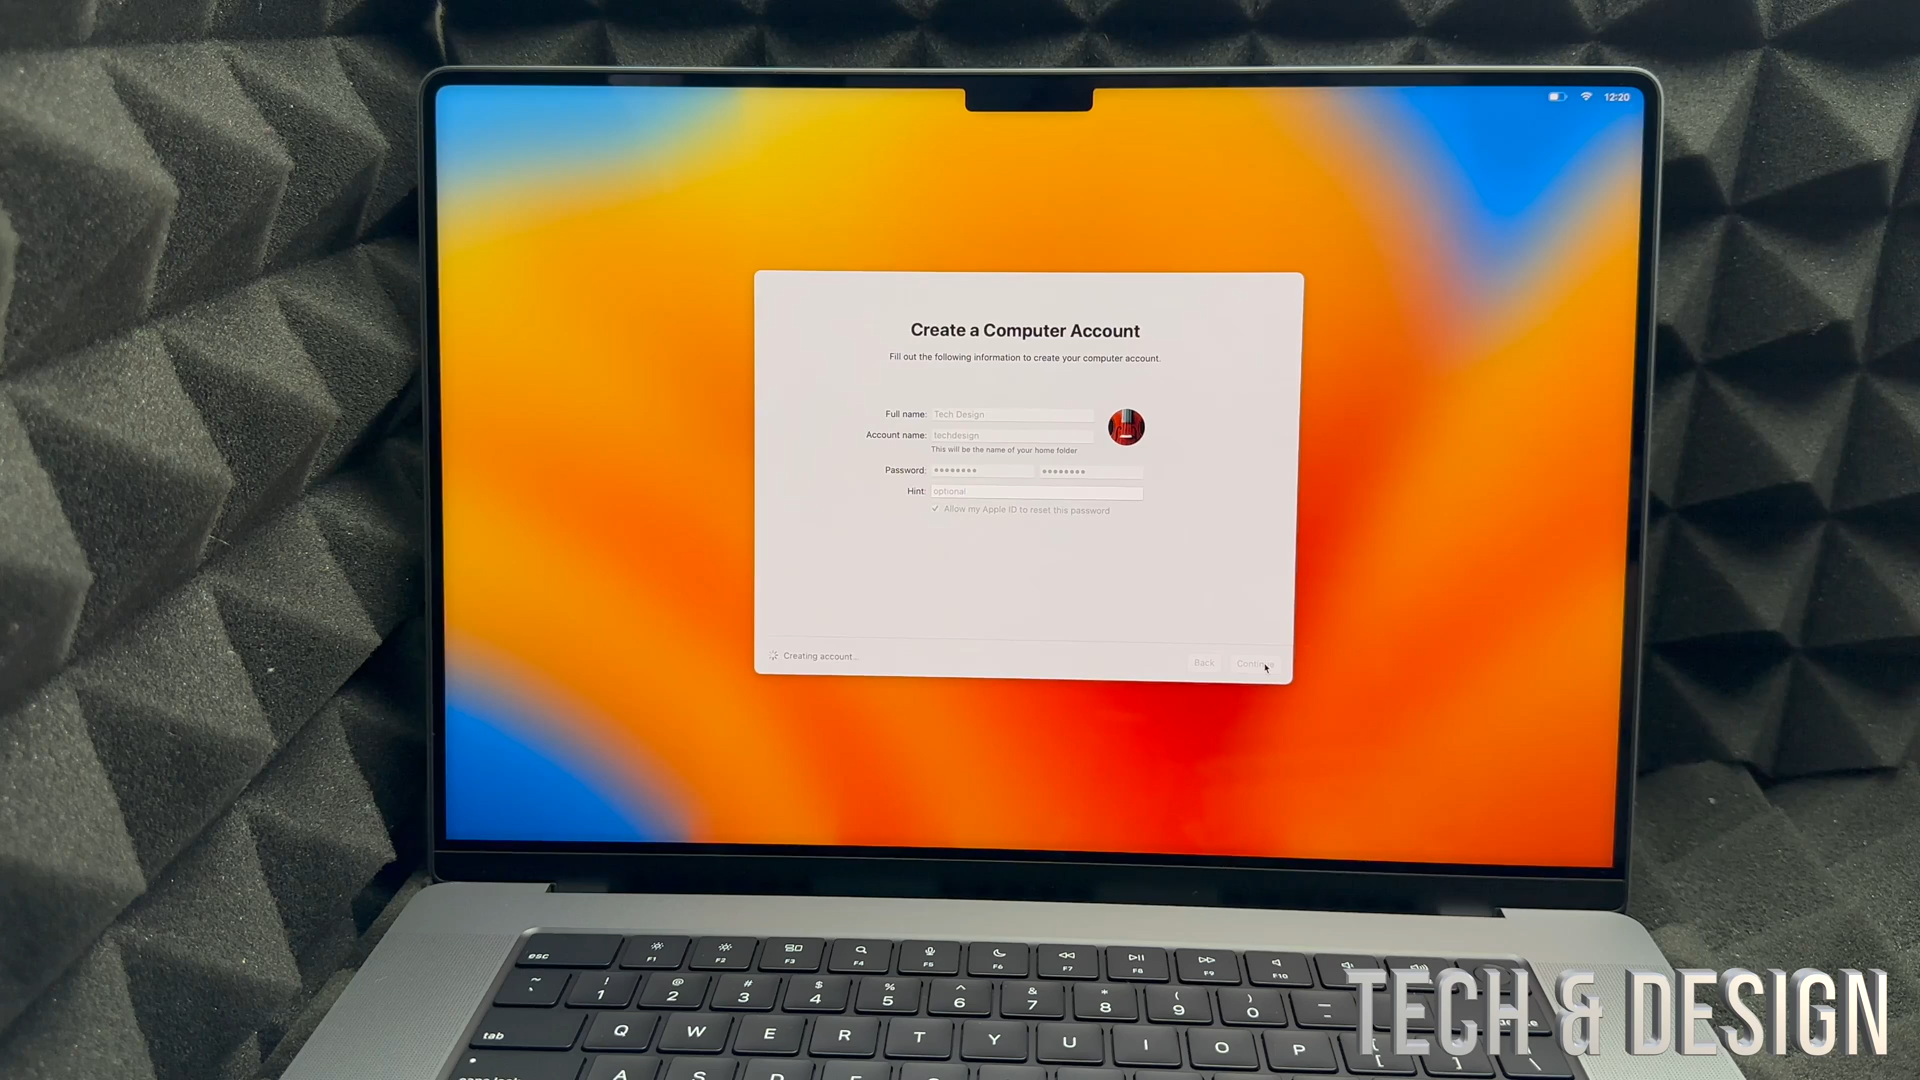 12:20
Create a Computer Account
Fill out the following information to create your computer account.
Full name: Tech Design
Account name: techdesign
This will be the name of your home folder
Password: •••••••• ••••••••
Hint: optional
✓ Allow my Apple ID to reset this password
Creating account...
Back Continue
esc F1 F2 F3 F4 F5 F6 F7 F8 F9 F10
~ ` ! 1 @ 2 # 3 $ 4 % 5 ^ 6 & 7 * 8 ( 9 ) 0
tab Q W E R T Y U I O P [ ] \
A S D
TECH & DESIGN